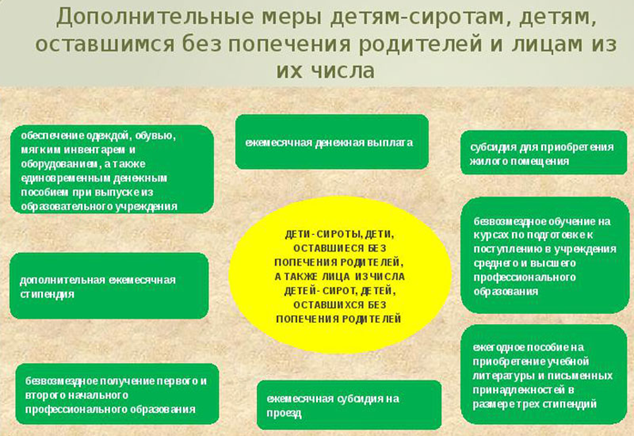 Дополнительные меры детям-сиротам, детям,
оставшимся без попечения родителей и лицам из
их числа
обеспечение одеждой, обувью,
мягким инвентарем и
оборудованием, а также
единовременным денежным
пособием при выпуске из
образовательного учреждения
ежемесячная денежная выплата
субсидия для приобретения
жилого помещения
ДЕТИ-СИРОТЫ, ДЕТИ,
ОСТАВШИЕСЯ БЕЗ
ПОПЕЧЕНИЯ РОДИТЕЛЕЙ,
А ТАКЖЕ ЛИЦА ИЗ ЧИСЛА
ДЕТЕЙ- СИРОТ, ДЕТЕЙ,
ОСТАВШИХСЯ БЕЗ
ПОПЕЧЕНИЯ РОДИТЕЛЕЙ
безвозмездное обучение на
курсах по подготовке к
поступлению в учреждения
среднего и высшего
профессионального
образования
дополнительная ежемесячная
стипендия
ежегодное пособие на
приобретение учебной
литературы и письменных
принадлежностей в
размере трех стипендий
безвозмездное получение первого и
второго начального
профессионального образования
ежемесячная субсидия на
проезд